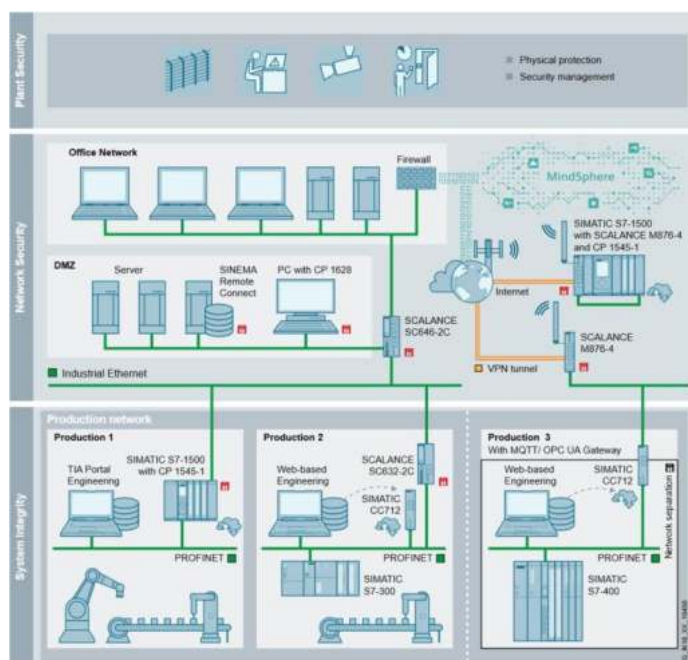 Plant Security
Physical protection
Security management
Network Security
Office Network
Firewall
MindSphere
SIMATIC S7-1500
with SCALANCE M876-4
and CP 1545-1
DMZ
Server
SINEMA
Remote
Connect
PC with CP 1628
SCALANCE
SC646-2C
Internet
SCALANCE
M876-4
Industrial Ethernet
VPN tunnel
System Integrity
Production network
Production 1
TIA Portal
Engineering
SIMATIC S7-1500
with CP 1545-1
PROFINET
Production 2
Web-based
Engineering
SCALANCE
SC632-2C
SIMATIC
CC712
PROFINET
SIMATIC
S7-300
Production 3
With MQTT/ OPC UA Gateway
Web-based
Engineering
SIMATIC
CC712
Network separation
PROFINET
SIMATIC
S7-400